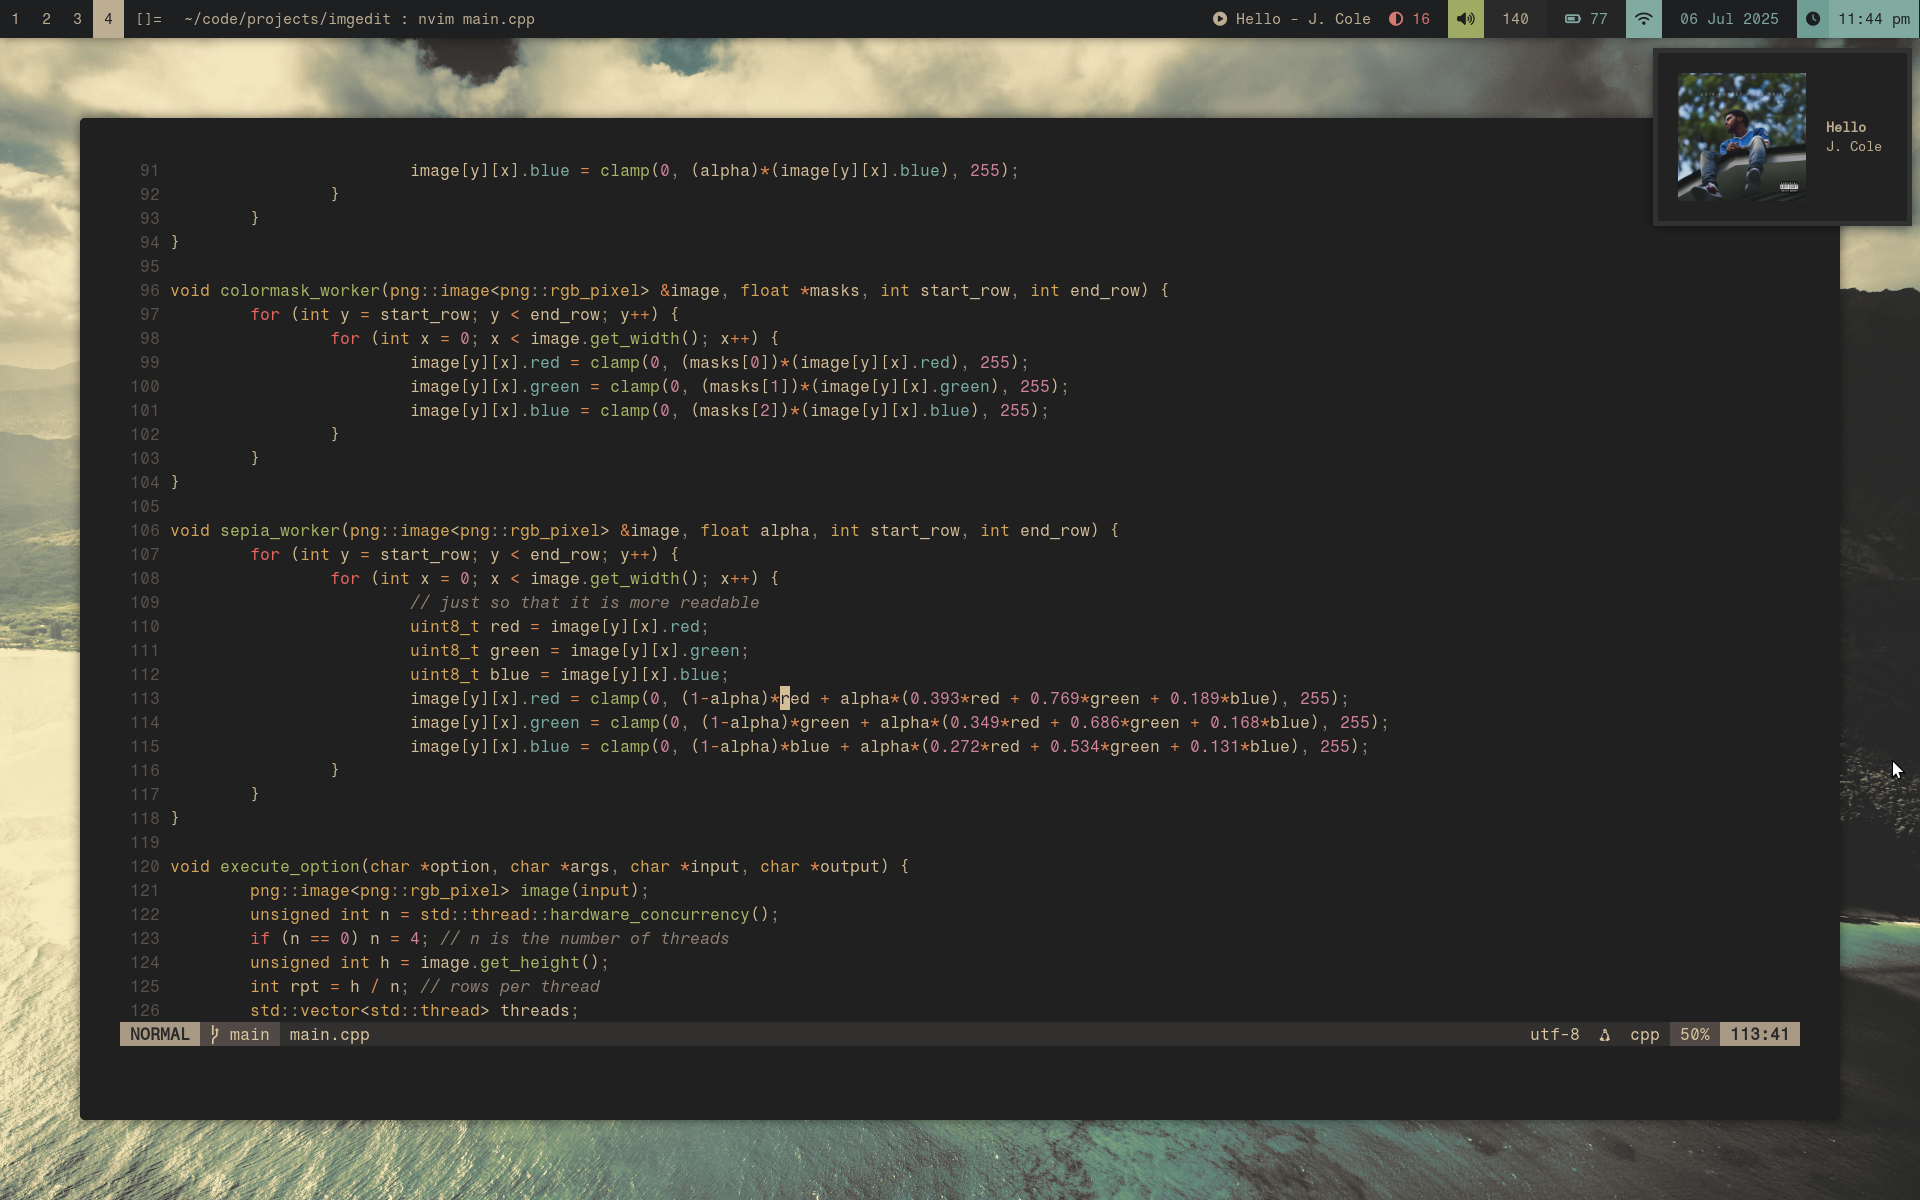 1 2 3 4 []= ~/code/projects/imgedit : nvim main.cpp Hello - J. Cole 16 140 77 06 Jul 2025 11:44 pm
Hello
J. Cole
91 image[y][x].blue = clamp(0, (alpha)*(image[y][x].blue), 255);
92 }
93 }
94 }
95
96 void colormask_worker(png::image<png::rgb_pixel> &image, float *masks, int start_row, int end_row) {
97 for (int y = start_row; y < end_row; y++) {
98 for (int x = 0; x < image.get_width(); x++) {
99 image[y][x].red = clamp(0, (masks[0])*(image[y][x].red), 255);
100 image[y][x].green = clamp(0, (masks[1])*(image[y][x].green), 255);
101 image[y][x].blue = clamp(0, (masks[2])*(image[y][x].blue), 255);
102 }
103 }
104 }
105
106 void sepia_worker(png::image<png::rgb_pixel> &image, float alpha, int start_row, int end_row) {
107 for (int y = start_row; y < end_row; y++) {
108 for (int x = 0; x < image.get_width(); x++) {
109 // just so that it is more readable
110 uint8_t red = image[y][x].red;
111 uint8_t green = image[y][x].green;
112 uint8_t blue = image[y][x].blue;
113 image[y][x].red = clamp(0, (1-alpha)*red + alpha*(0.393*red + 0.769*green + 0.189*blue), 255);
114 image[y][x].green = clamp(0, (1-alpha)*green + alpha*(0.349*red + 0.686*green + 0.168*blue), 255);
115 image[y][x].blue = clamp(0, (1-alpha)*blue + alpha*(0.272*red + 0.534*green + 0.131*blue), 255);
116 }
117 }
118 }
119
120 void execute_option(char *option, char *args, char *input, char *output) {
121 png::image<png::rgb_pixel> image(input);
122 unsigned int n = std::thread::hardware_concurrency();
123 if (n == 0) n = 4; // n is the number of threads
124 unsigned int h = image.get_height();
125 int rpt = h / n; // rows per thread
126 std::vector<std::thread> threads;
NORMAL main main.cpp utf-8 cpp 50% 113:41